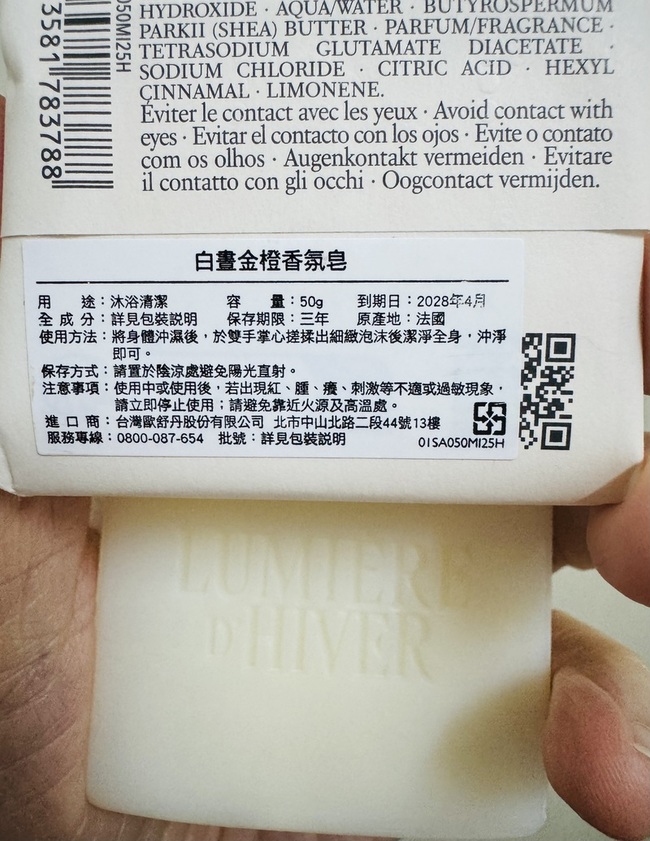 3581 783788
050MI25H
HYDROXIDE · AQUA/WATER · BUTYROSPERMUM
PARKII (SHEA) BUTTER · PARFUM/FRAGRANCE ·
TETRASODIUM GLUTAMATE DIACETATE ·
SODIUM CHLORIDE · CITRIC ACID · HEXYL
CINNAMAL · LIMONENE.
Éviter le contact avec les yeux · Avoid contact with
eyes · Evitar el contacto con los ojos · Evite o contato
com os olhos · Augenkontakt vermeiden · Evitare
il contatto con gli occhi · Oogcontact vermijden.
白晝金橙香氛皂
用 途：沐浴清潔 容 量：50g 到期日：2028年4月
全 成 分：詳見包裝說明 保存期限：三年 原產地：法國
使用方法：將身體沖濕後，於雙手掌心搓揉出細緻泡沫後潔淨全身，沖淨
即可。
保存方式：請置於陰涼處避免陽光直射。
注意事項：使用中或使用後，若出現紅、腫、癢、刺激等不適或過敏現象，
請立即停止使用；請避免靠近火源及高溫處。
進 口 商：台灣歐舒丹股份有限公司 北市中山北路二段44號13樓
服務專線：0800-087-654 批號：詳見包裝説明 01SA050MI25H
LUMIÈRE
D'HIVER